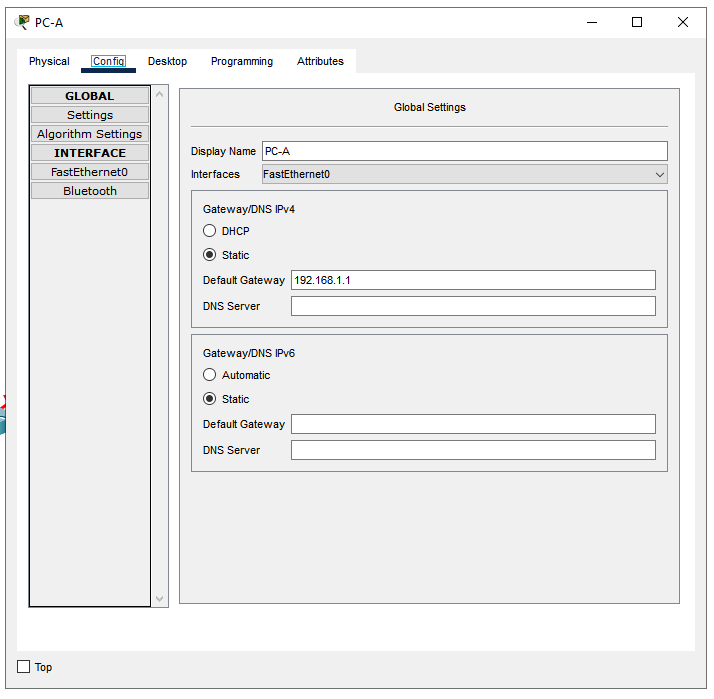 PC-A
Physical Config Desktop Programming Attributes
GLOBAL
Settings
Algorithm Settings
INTERFACE
FastEthernet0
Bluetooth
Global Settings
Display Name PC-A
Interfaces FastEthernet0
Gateway/DNS IPv4
DHCP
Static
Default Gateway 192.168.1.1
DNS Server
Gateway/DNS IPv6
Automatic
Static
Default Gateway
DNS Server
Top